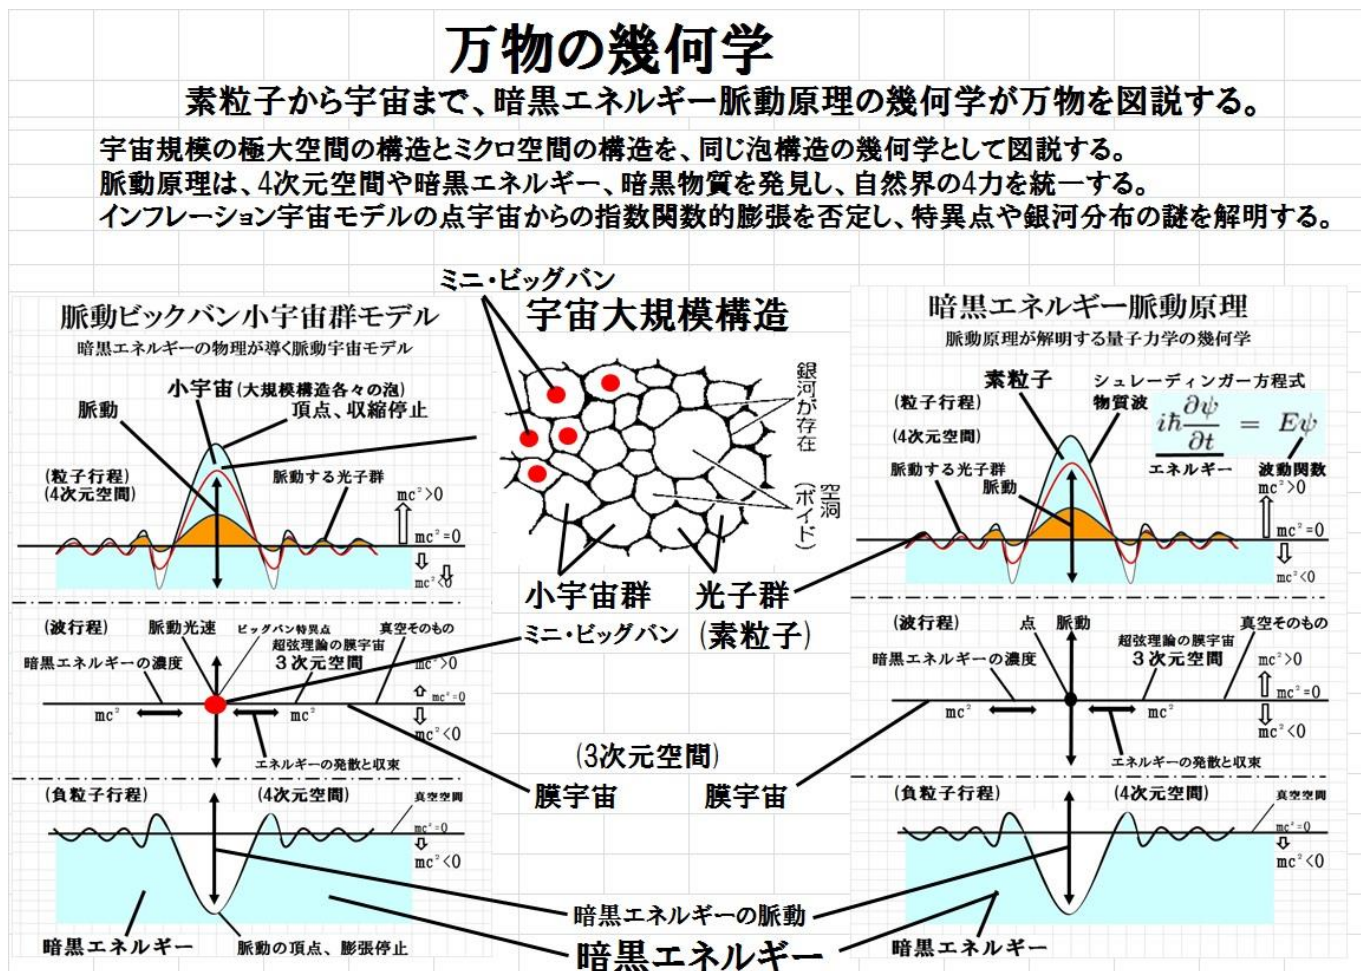 万物の幾何学
素粒子から宇宙まで、暗黒エネルギー脈動原理の幾何学が万物を図説する。
宇宙規模の極大空間の構造とミクロ空間の構造を、同じ泡構造の幾何学として図説する。
脈動原理は、4次元空間や暗黒エネルギー、暗黒物質を発見し、自然界の4力を統一する。
インフレーション宇宙モデルの点宇宙からの指数関数的膨張を否定し、特異点や銀河分布の謎を解明する。
脈動ビックバン小宇宙群モデル
暗黒エネルギーの物理が導く脈動宇宙モデル
小宇宙(大規模構造各々の泡)
脈動
頂点、収縮停止
(粒子行程)
(4次元空間)
脈動する光子群
mc²>0
mc²=0
mc²<0
(波行程)
脈動光速
ビッグバン特異点
真空そのもの
超弦理論の膜宇宙
3次元空間
暗黒エネルギーの濃度
mc²>0
mc²=0
mc²<0
mc²
mc²
エネルギーの発散と収束
(負粒子行程)
(4次元空間)
真空空間
mc²=0
mc²<0
暗黒エネルギー
脈動の頂点、膨張停止
ミニ・ビッグバン
宇宙大規模構造
銀河が存在
空洞
(ボイド)
小宇宙群
光子群
ミニ・ビッグバン
(素粒子)
(3次元空間)
膜宇宙
膜宇宙
暗黒エネルギーの脈動
暗黒エネルギー
暗黒エネルギー脈動原理
脈動原理が解明する量子力学の幾何学
素粒子
シュレーディンガー方程式
(粒子行程)
物質波
iħ ∂ψ/∂t = Eψ
(4次元空間)
エネルギー
波動関数
脈動する光子群
脈動
mc²>0
mc²=0
mc²<0
(波行程)
点
脈動
真空そのもの
超弦理論の膜宇宙
3次元空間
暗黒エネルギーの濃度
mc²>0
mc²=0
mc²<0
mc²
mc²
エネルギーの発散と収束
(負粒子行程)
(4次元空間)
真空空間
mc²=0
mc²<0
暗黒エネルギー